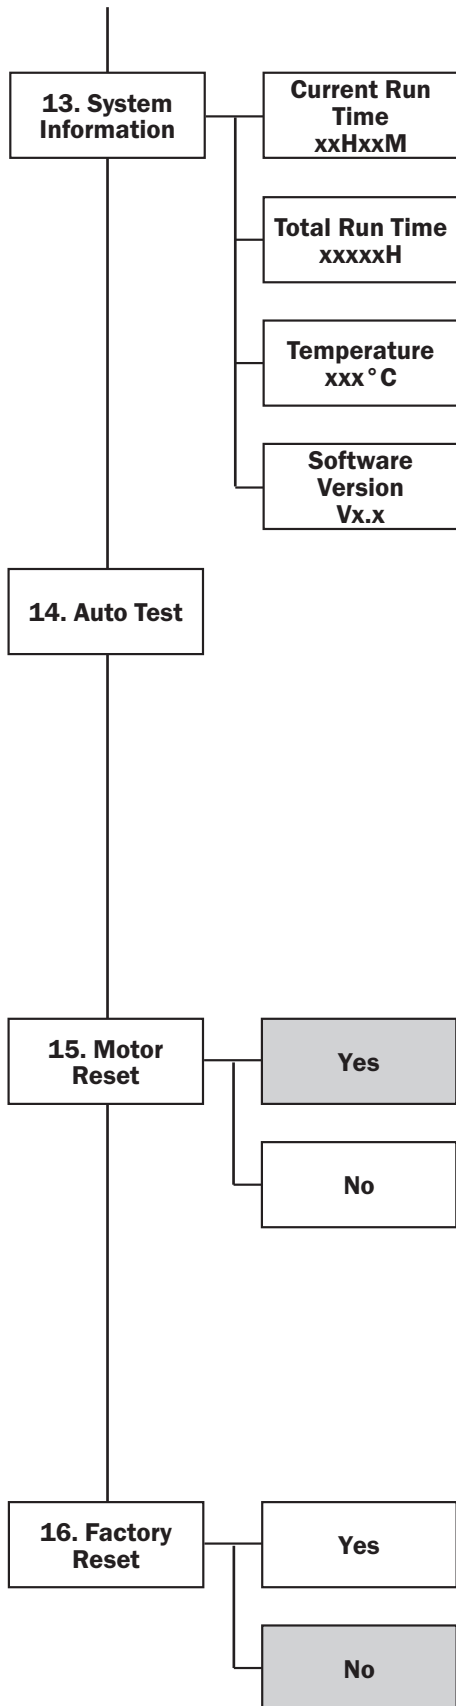 13. System
Information
Current Run
Time
xxHxxM
Total Run Time
xxxxxH
Temperature
xxx°C
Software
Version
Vx.x
14. Auto Test
15. Motor
Reset
Yes
No
16. Factory
Reset
Yes
No